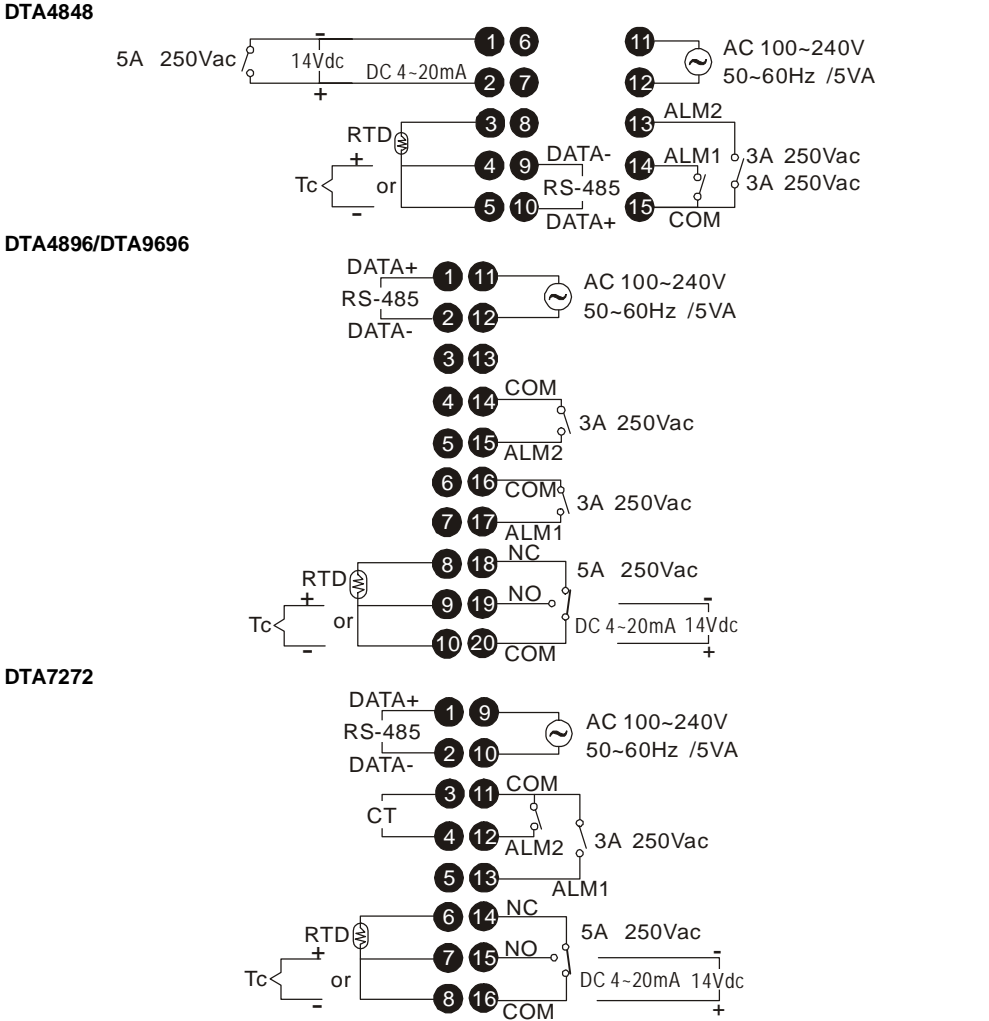 DTA4848
5A 250Vac
-
14Vdc
+
DC 4~20mA
1 6
2 7
3 8
4 9
5 10
RTD
+
Tc
-
or
DATA-
RS-485
DATA+
11
12
13
14
15
AC 100~240V
50~60Hz /5VA
ALM2
ALM1
3A 250Vac
3A 250Vac
COM
DTA4896/DTA9696
DATA+
RS-485
DATA-
1 11
2 12
3 13
4 14
5 15
6 16
7 17
8 18
9 19
10 20
AC 100~240V
50~60Hz /5VA
COM
3A 250Vac
ALM2
COM
3A 250Vac
ALM1
NC
5A 250Vac
NO
DC 4~20mA
-
14Vdc
+
COM
RTD
+
Tc
-
or
DTA7272
DATA+
RS-485
DATA-
CT
1 9
2 10
3 11
4 12
5 13
6 14
7 15
8 16
AC 100~240V
50~60Hz /5VA
COM
ALM2
3A 250Vac
ALM1
NC
5A 250Vac
NO
DC 4~20mA
-
14Vdc
+
COM
RTD
+
Tc
-
or